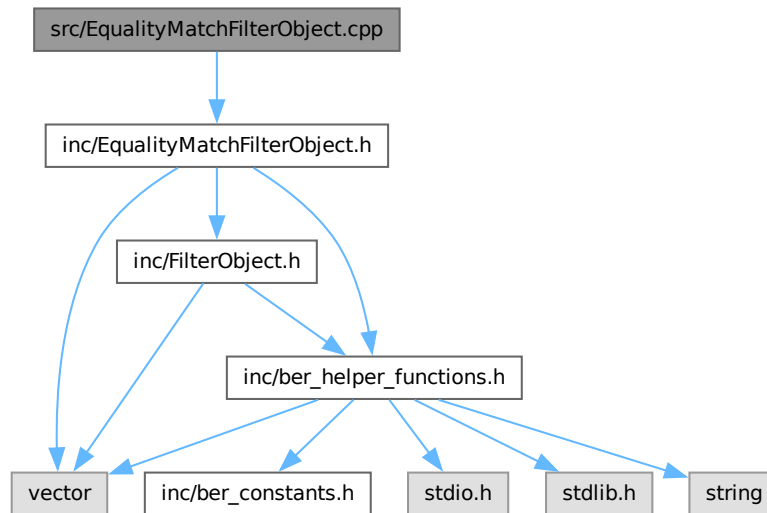 src/EqualityMatchFilterObject.cpp
inc/EqualityMatchFilterObject.h
inc/FilterObject.h
inc/ber_helper_functions.h
vector
inc/ber_constants.h
stdio.h
stdlib.h
string